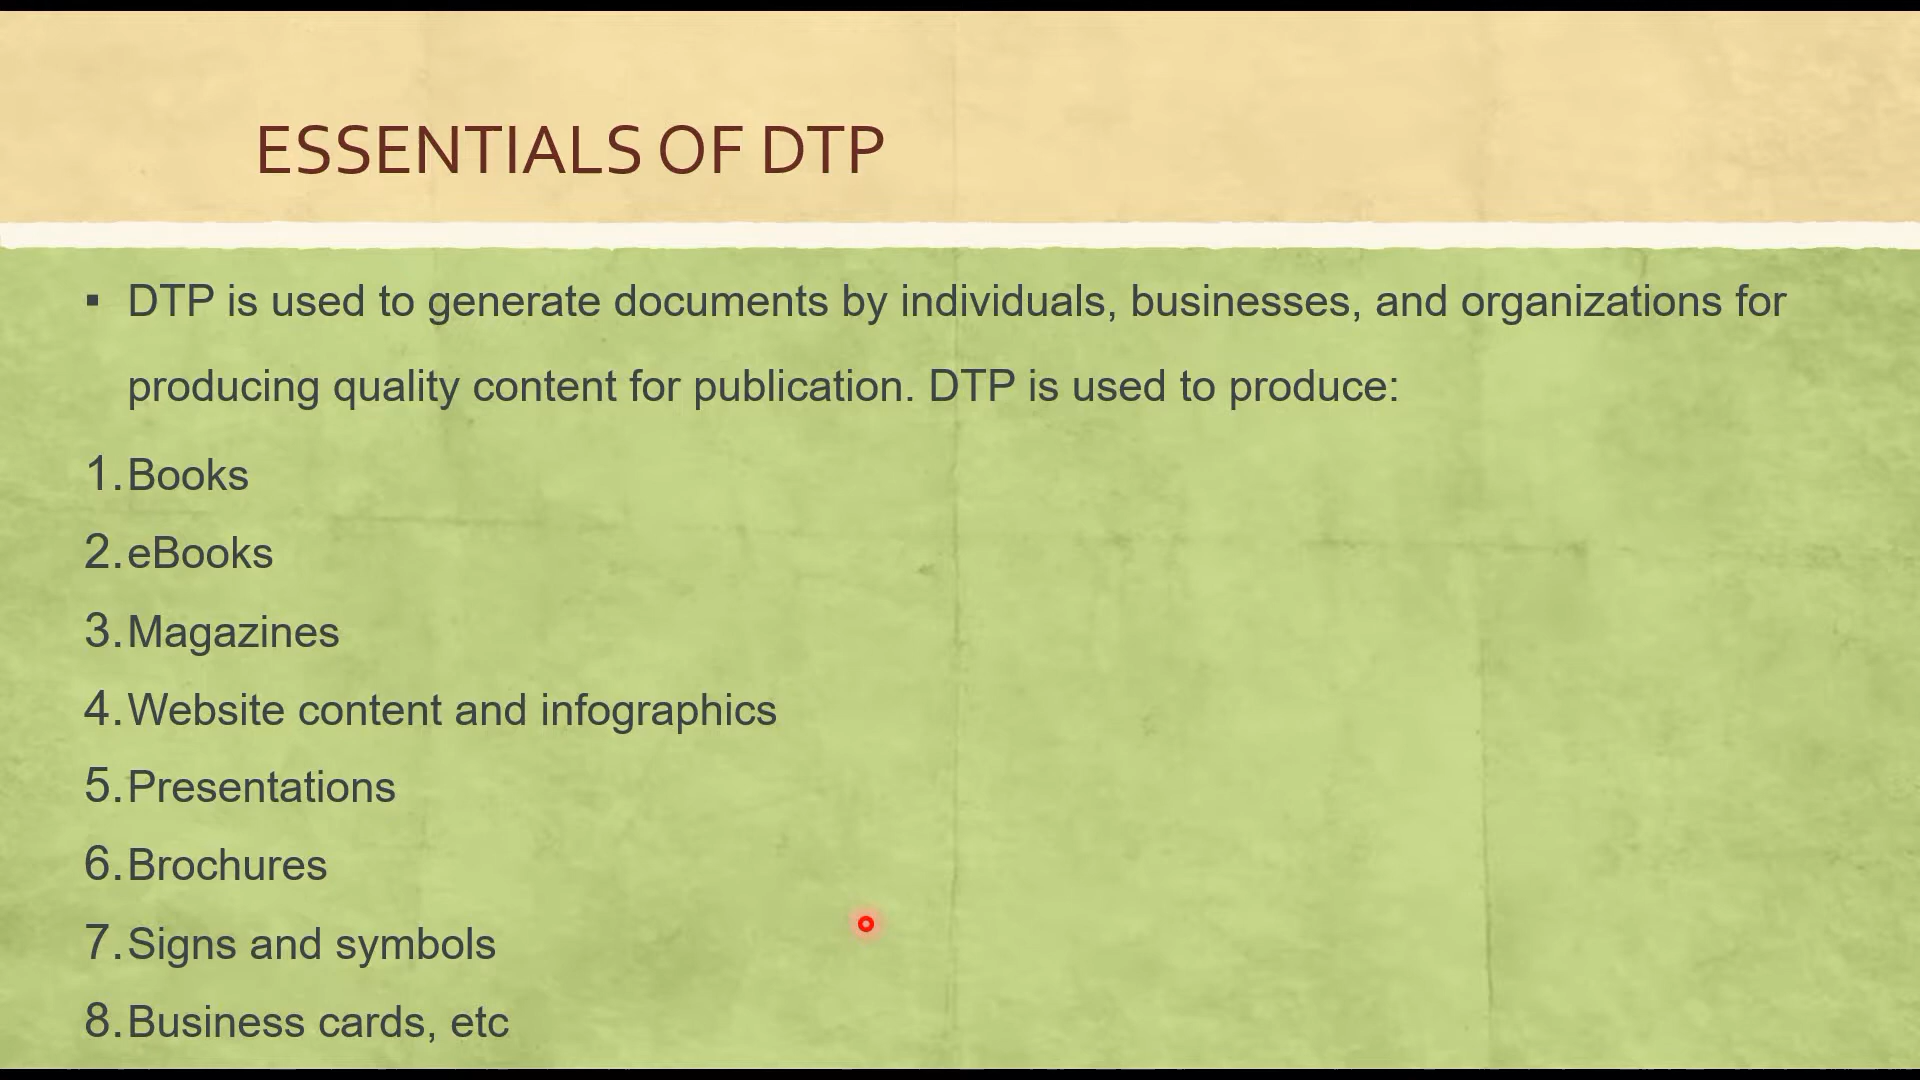 ESSENTIALS OF DTP
▪ DTP is used to generate documents by individuals, businesses, and organizations for
producing quality content for publication. DTP is used to produce:
1. Books
2. eBooks
3. Magazines
4. Website content and infographics
5. Presentations
6. Brochures
7. Signs and symbols
8. Business cards, etc